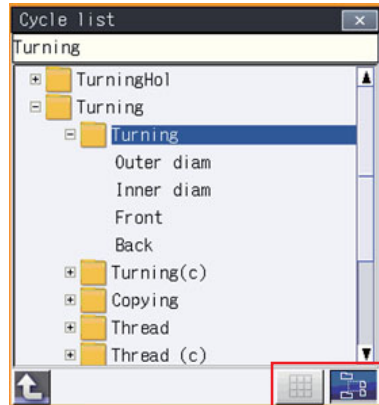 Cycle list
Turning
TurningHol
Turning
Turning
Outer diam
Inner diam
Front
Back
Turning(c)
Copying
Thread
Thread (c)